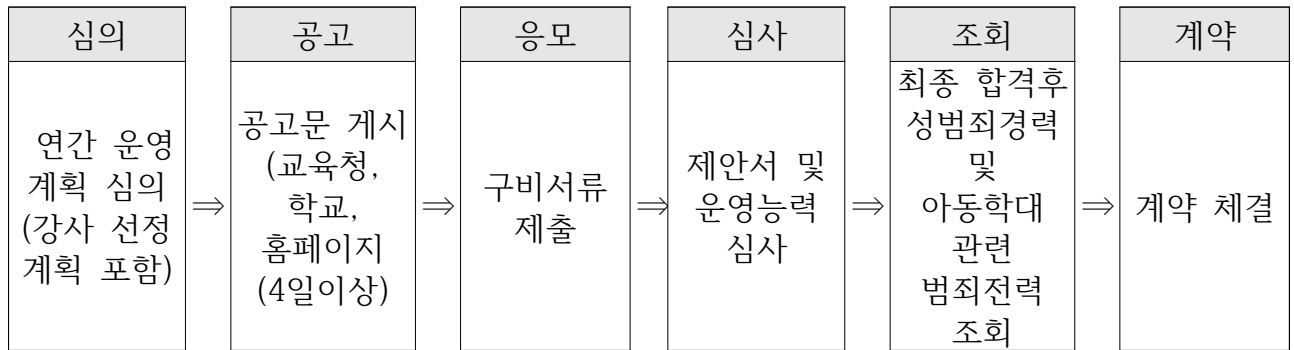 심의
연간 운영
계획 심의
(강사 선정
계획 포함)
⇒
공고
공고문 게시
(교육청,
학교,
홈페이지
(4일이상)
⇒
응모
구비서류
제출
⇒
심사
제안서 및
운영능력
심사
⇒
조회
최종 합격후
성범죄경력
및
아동학대
관련
범죄전력
조회
⇒
계약
계약 체결